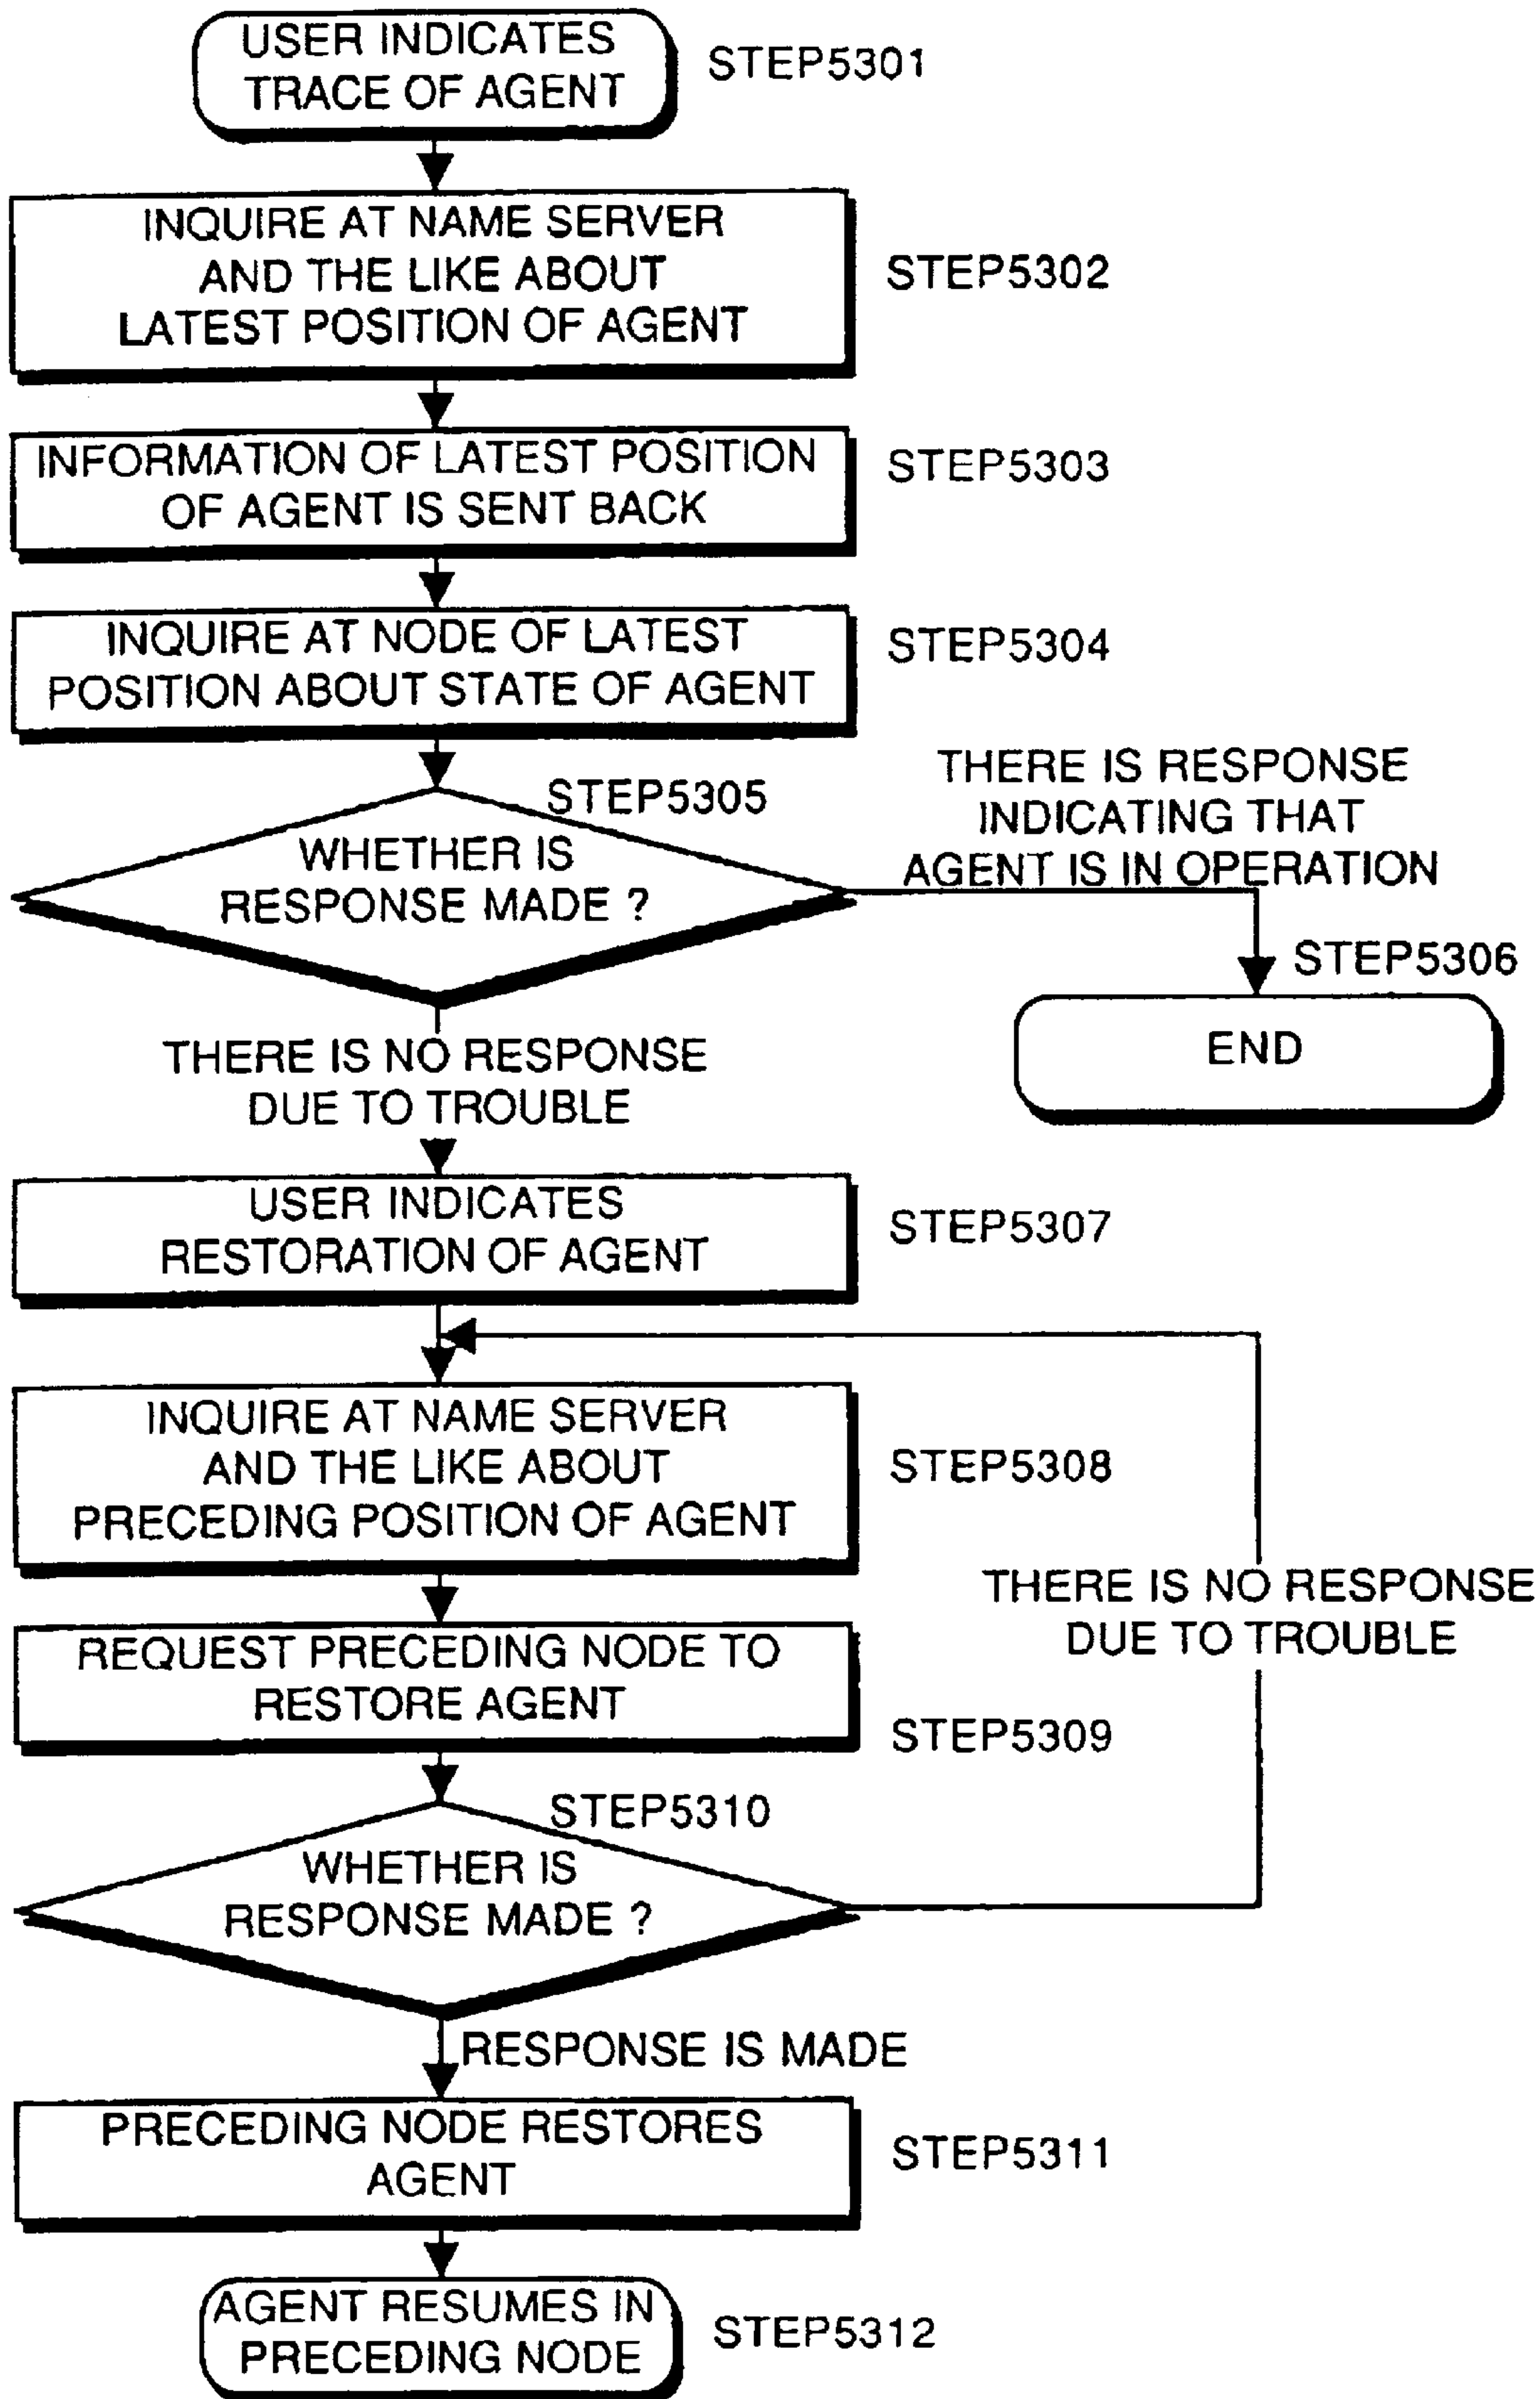 USER INDICATES
TRACE OF AGENT
STEP5301
INQUIRE AT NAME SERVER
AND THE LIKE ABOUT
LATEST POSITION OF AGENT
STEP5302
INFORMATION OF LATEST POSITION
OF AGENT IS SENT BACK
STEP5303
INQUIRE AT NODE OF LATEST
POSITION ABOUT STATE OF AGENT
STEP5304
STEP5305
WHETHER IS
RESPONSE MADE ?
THERE IS RESPONSE
INDICATING THAT
AGENT IS IN OPERATION
STEP5306
END
THERE IS NO RESPONSE
DUE TO TROUBLE
USER INDICATES
RESTORATION OF AGENT
STEP5307
INQUIRE AT NAME SERVER
AND THE LIKE ABOUT
PRECEDING POSITION OF AGENT
STEP5308
THERE IS NO RESPONSE
DUE TO TROUBLE
REQUEST PRECEDING NODE TO
RESTORE AGENT
STEP5309
STEP5310
WHETHER IS
RESPONSE MADE ?
RESPONSE IS MADE
PRECEDING NODE RESTORES
AGENT
STEP5311
AGENT RESUMES IN
PRECEDING NODE
STEP5312